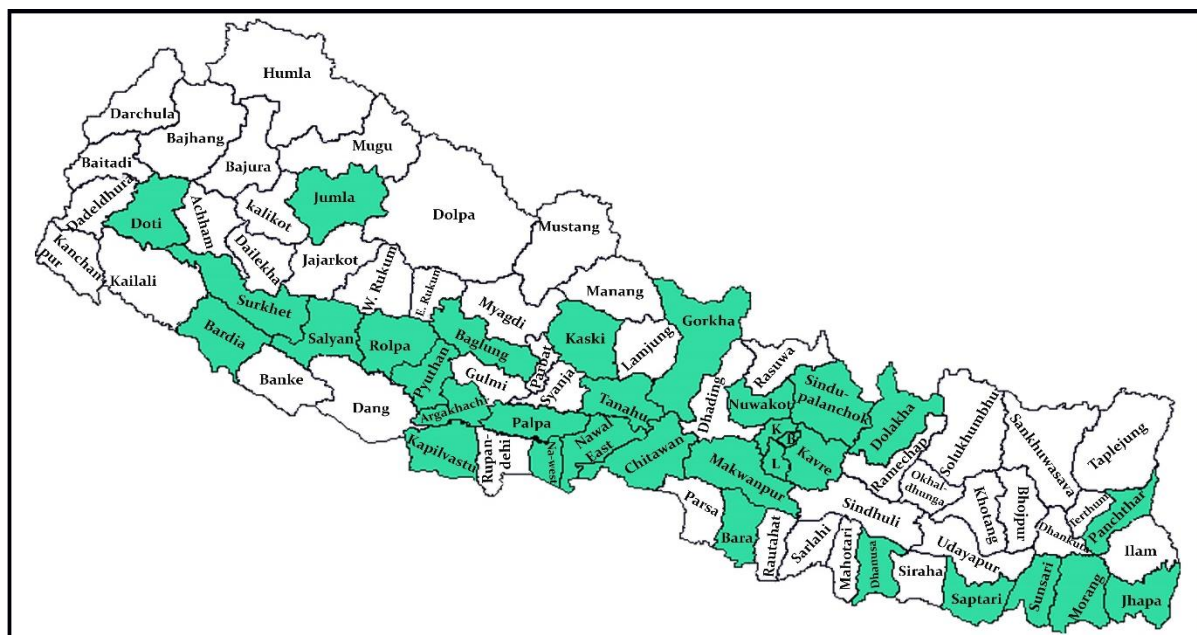 Humla
Darchula
Bajhang
Mugu
Baitadi
Bajura
Jumla
Dadeldhura
Doti
Achham
kalikot
Dolpa
Mustang
Kanchan
pur
Kailali
Dailekha
Jajarkot
W. Rukum
E. Rukum
Manang
Myagdi
Gorkha
Surkhet
Bardia
Salyan
Rolpa
Baglung
Parbat
Kaski
Lamjung
Rasuwa
Banke
Dang
Pyuthan
Gulmi
Syanja
Tanahu
Dhading
Nuwakot
Sindu-
palanchok
Dolakha
Solukhumbhu
Sankhuwasava
Taplejung
Argakhachi
Palpa
Kapilvastu
Rupan-
dehi
Na-west
Nawal
East
Chitawan
Makwanpur
K
B
L
Kavre
Ramechap
Okhal-
dhunga
Khotang
Bhojpur
Terthum
Panchthar
Dhankuta
Ilam
Parsa
Bara
Rautahat
Sarlahi
Mahotari
Sindhuli
Dhanusa
Siraha
Udayapur
Saptari
Sunsari
Morang
Jhapa